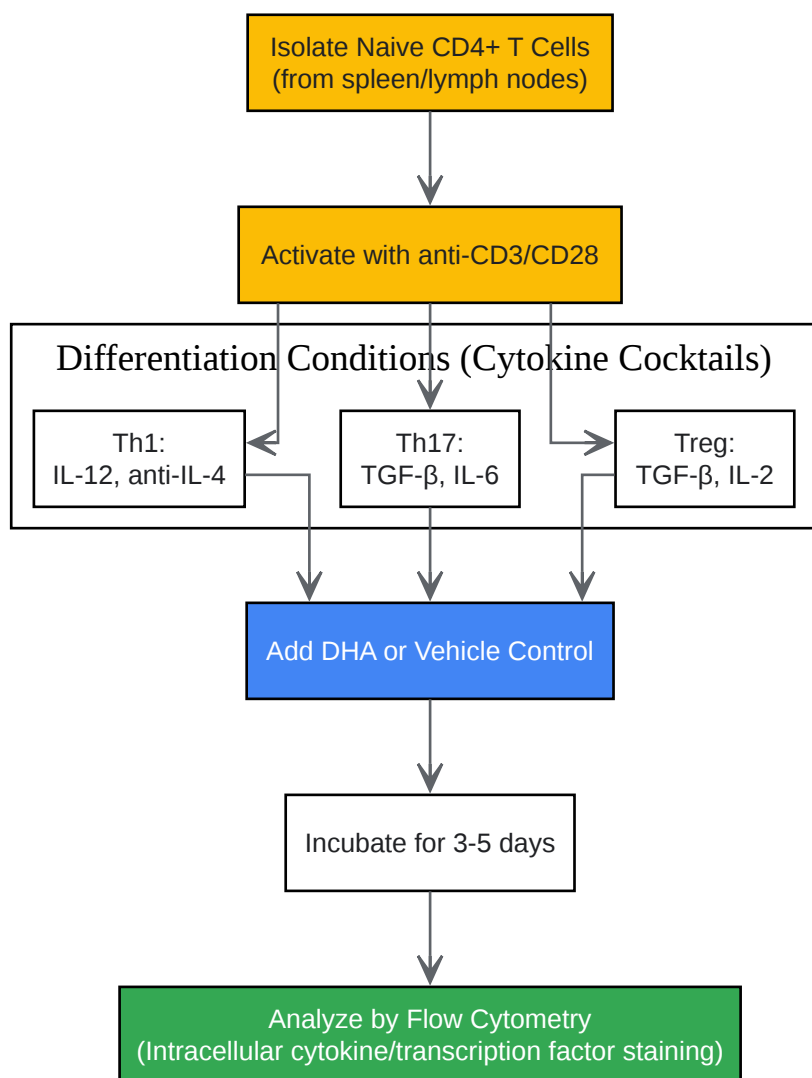 Isolate Naive CD4+ T Cells
(from spleen/lymph nodes)
Activate with anti-CD3/CD28
Differentiation Conditions (Cytokine Cocktails)
Th1:
IL-12, anti-IL-4
Th17:
TGF-β, IL-6
Treg:
TGF-β, IL-2
Add DHA or Vehicle Control
Incubate for 3-5 days
Analyze by Flow Cytometry
(Intracellular cytokine/transcription factor staining)